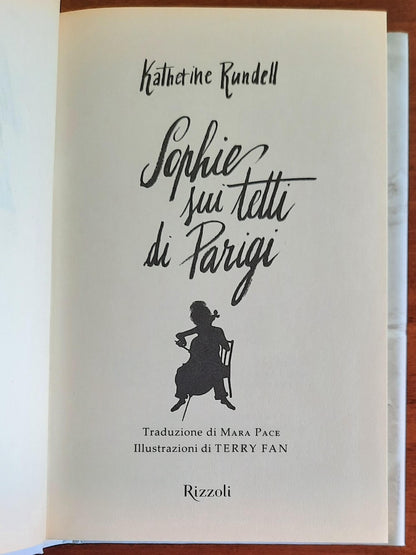 Katherine Rundell
Sophie
sui tetti
di Parigi
Traduzione di MARA PACE
Illustrazioni di TERRY FAN
Rizzoli